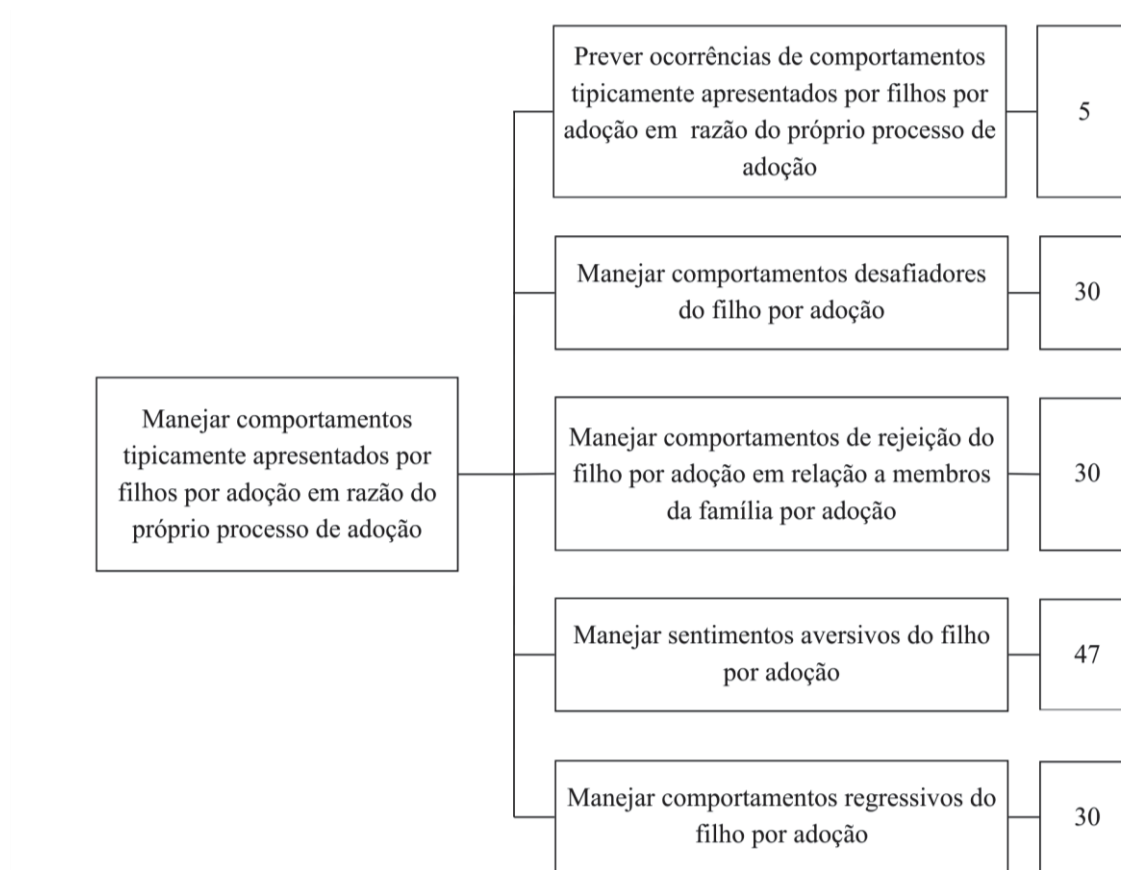 Prever ocorrências de comportamentos
tipicamente apresentados por filhos por
adoção em razão do próprio processo de
adoção
5
Manejar comportamentos desafiadores
do filho por adoção
30
Manejar comportamentos
tipicamente apresentados por
filhos por adoção em razão do
próprio processo de adoção
Manejar comportamentos de rejeição do
filho por adoção em relação a membros
da família por adoção
30
Manejar sentimentos aversivos do filho
por adoção
47
Manejar comportamentos regressivos do
filho por adoção
30